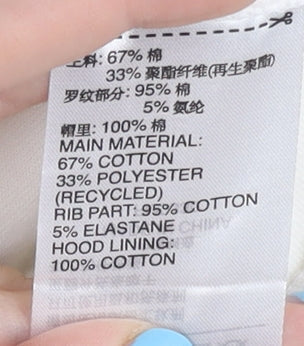 主料: 67% 棉
33% 聚酯纤维(再生聚酯)
罗纹部分: 95% 棉
5% 氨纶
帽里: 100% 棉
MAIN MATERIAL:
67% COTTON
33% POLYESTER
(RECYCLED)
RIB PART: 95% COTTON
5% ELASTANE
HOOD LINING:
100% COTTON